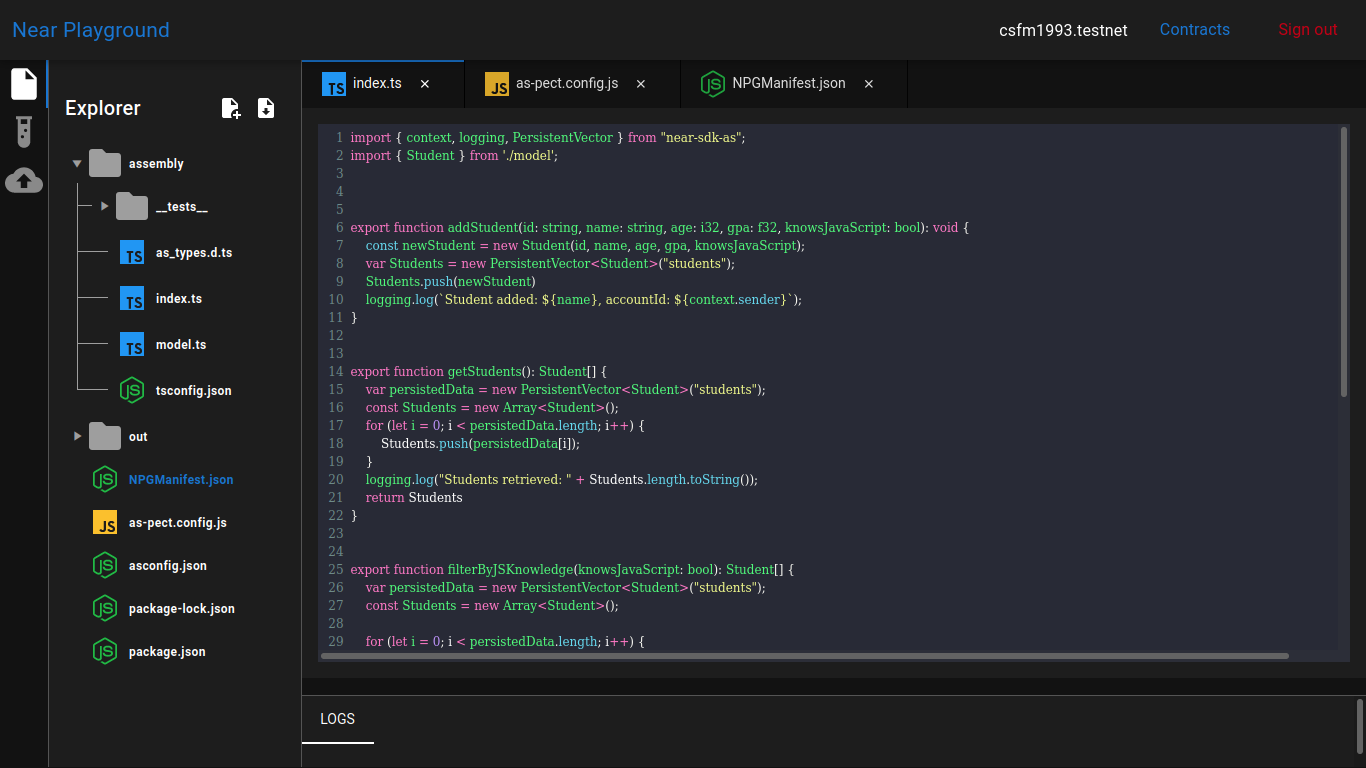 Near Playground
csfm1993.testnet
Contracts
Sign out
Explorer
assembly
__tests__
TS as_types.d.ts
TS index.ts
TS model.ts
JS tsconfig.json
out
JS NPGManifest.json
JS as-pect.config.js
JS asconfig.json
JS package-lock.json
JS package.json
TS index.ts ×
JS as-pect.config.js ×
JS NPGManifest.json ×
1 import { context, logging, PersistentVector } from "near-sdk-as";
2 import { Student } from './model';
3
4
5
6 export function addStudent(id: string, name: string, age: i32, gpa: f32, knowsJavaScript: bool): void {
7 const newStudent = new Student(id, name, age, gpa, knowsJavaScript);
8 var Students = new PersistentVector<Student>("students");
9 Students.push(newStudent)
10 logging.log(`Student added: ${name}, accountId: ${context.sender}`);
11 }
12
13
14 export function getStudents(): Student[] {
15 var persistedData = new PersistentVector<Student>("students");
16 const Students = new Array<Student>();
17 for (let i = 0; i < persistedData.length; i++) {
18 Students.push(persistedData[i]);
19 }
20 logging.log("Students retrieved: " + Students.length.toString());
21 return Students
22 }
23
24
25 export function filterByJSKnowledge(knowsJavaScript: bool): Student[] {
26 var persistedData = new PersistentVector<Student>("students");
27 const Students = new Array<Student>();
28
29 for (let i = 0; i < persistedData.length; i++) {
LOGS